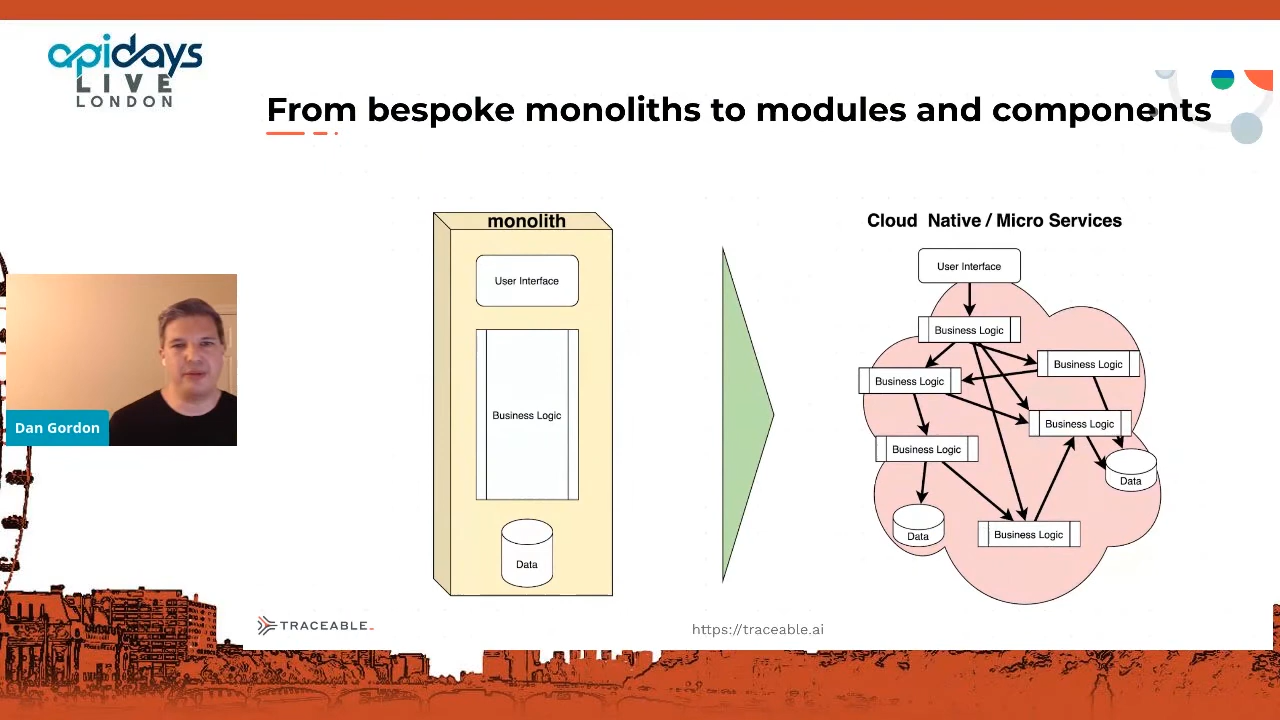 apidays
LIVE
LONDON
From bespoke monoliths to modules and components
monolith
User Interface
Business Logic
Data
Cloud Native / Micro Services
User Interface
Business Logic
Business Logic
Business Logic
Business Logic
Business Logic
Data
Data
Business Logic
Dan Gordon
TRACEABLE_
https://traceable.ai